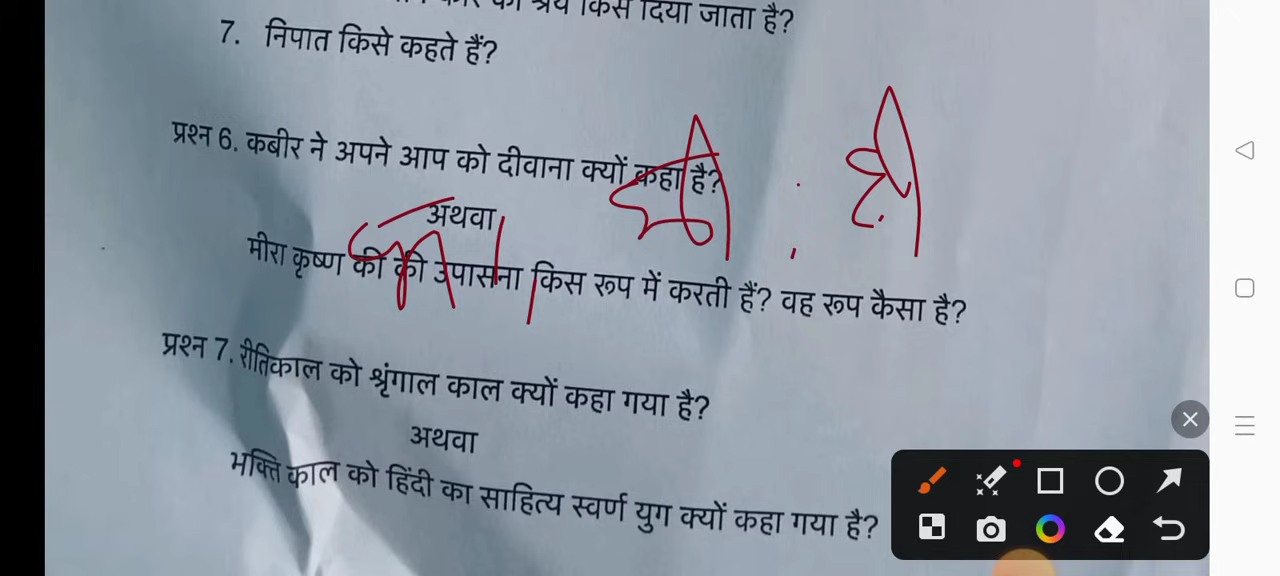 श्रेय किसे दिया जाता है?
7. निपात किसे कहते हैं?
प्रश्न 6. कबीर ने अपने आप को दीवाना क्यों कहा है?
अथवा
मीरा कृष्ण की की उपासना किस रूप में करती हैं? वह रूप कैसा है?
प्रश्न 7. रीतिकाल को श्रृंगाल काल क्यों कहा गया है?
अथवा
भक्ति काल को हिंदी का साहित्य स्वर्ण युग क्यों कहा गया है?